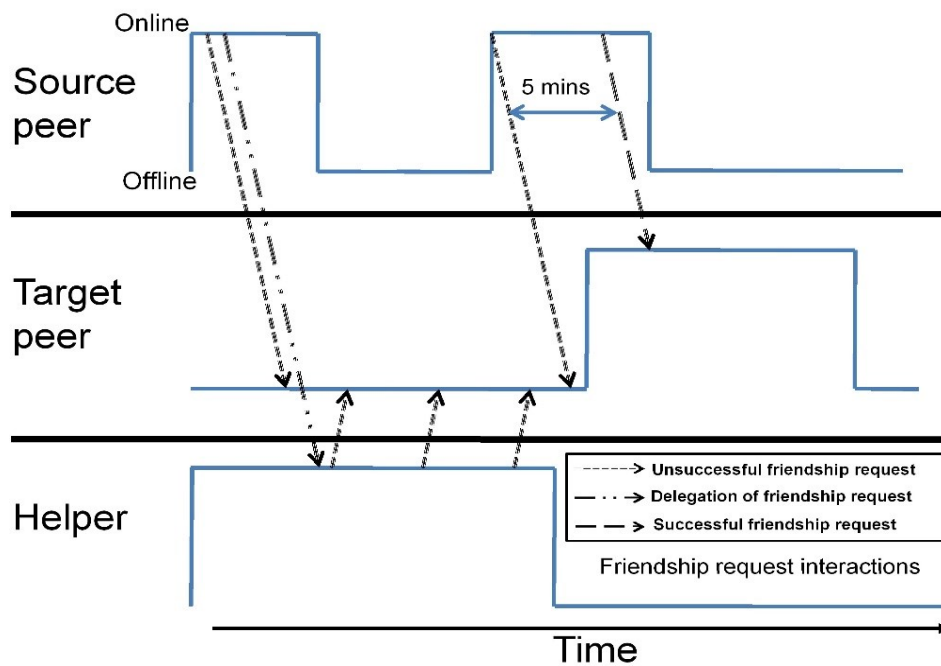 Online
Source
peer
5 mins
Offline
Target
peer
Helper
Unsuccessful friendship request
Delegation of friendship request
Successful friendship request
Friendship request interactions
Time